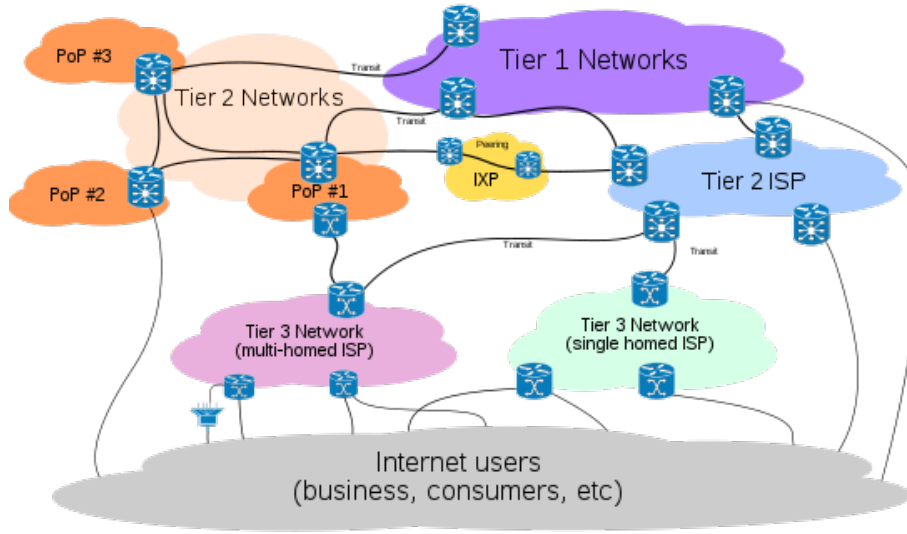 PoP #3
Transit
Tier 1 Networks
Tier 2 Networks
Transit
Peering
IXP
PoP #2
PoP #1
Tier 2 ISP
Transit
Transit
Tier 3 Network
(multi-homed ISP)
Tier 3 Network
(single homed ISP)
Internet users
(business, consumers, etc)